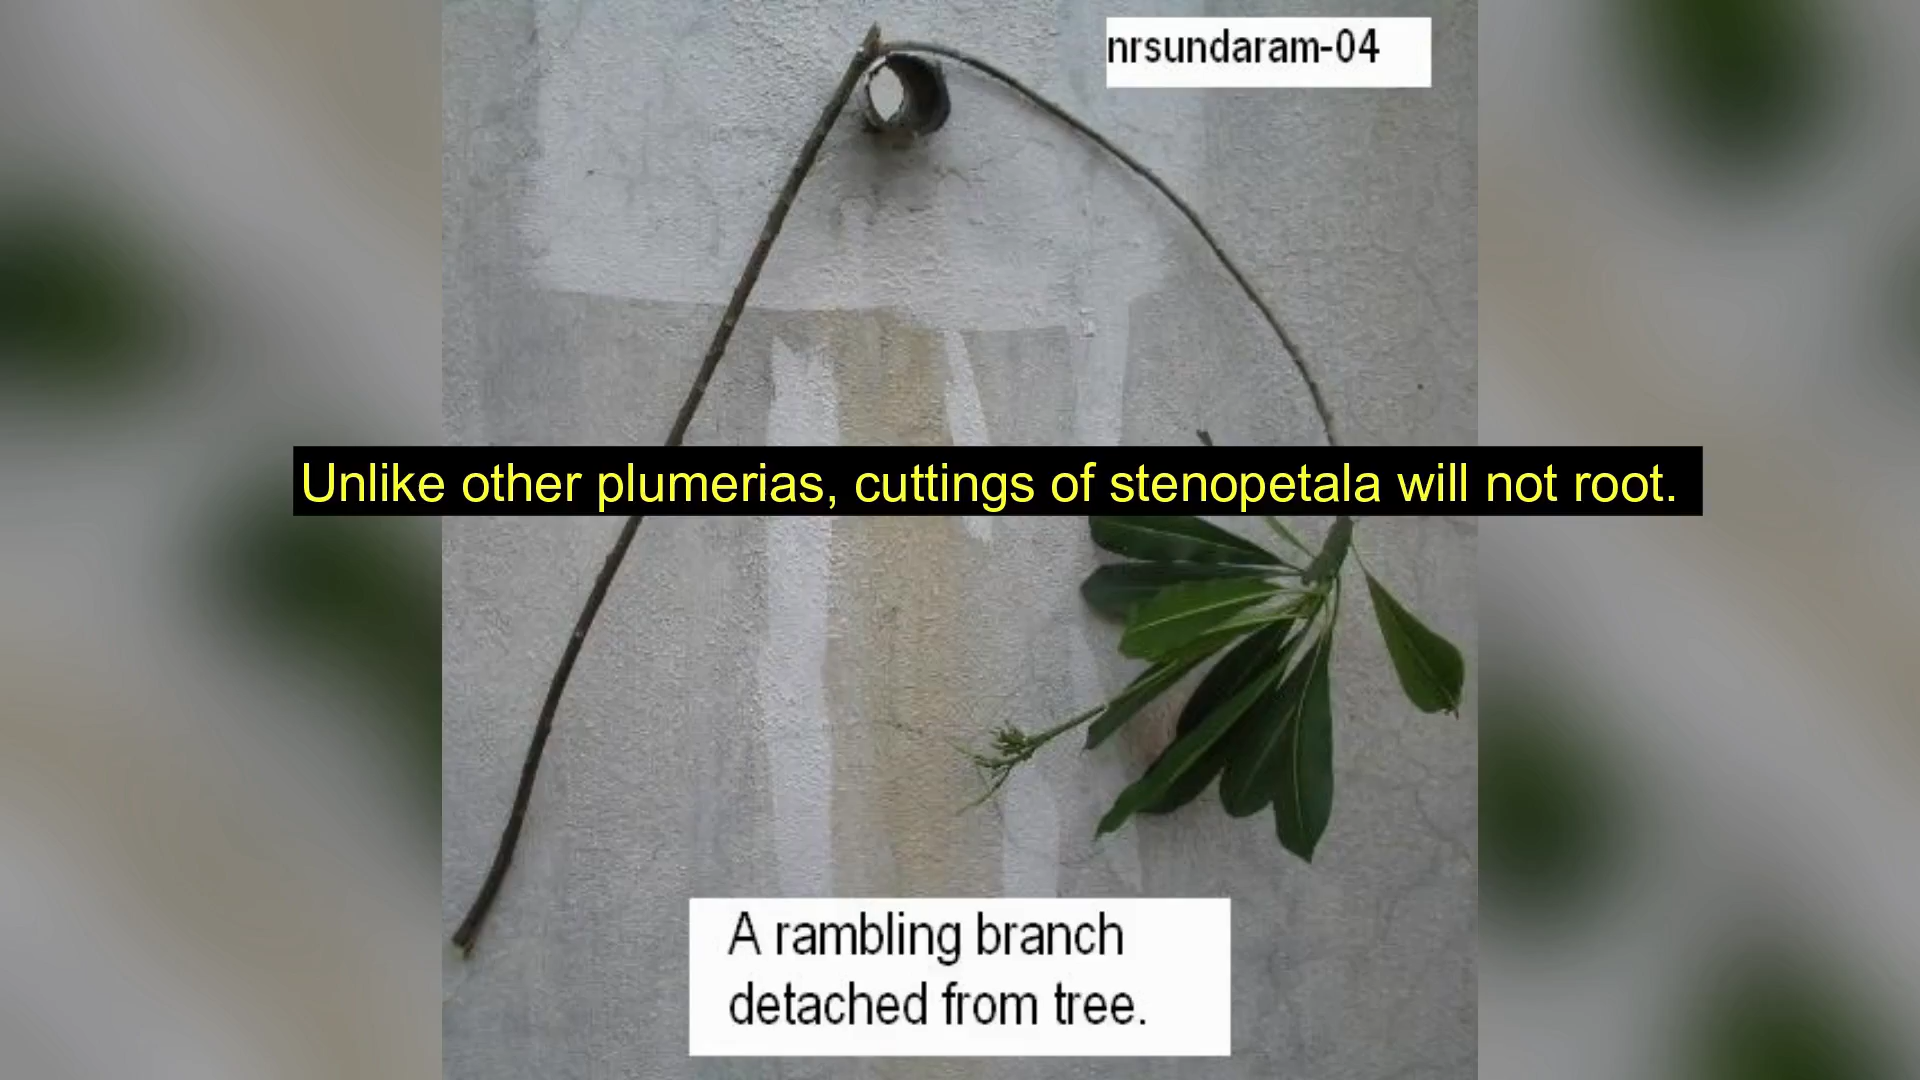 nrsundaram-04
Unlike other plumerias, cuttings of stenopetala will not root.
A rambling branch
detached from tree.